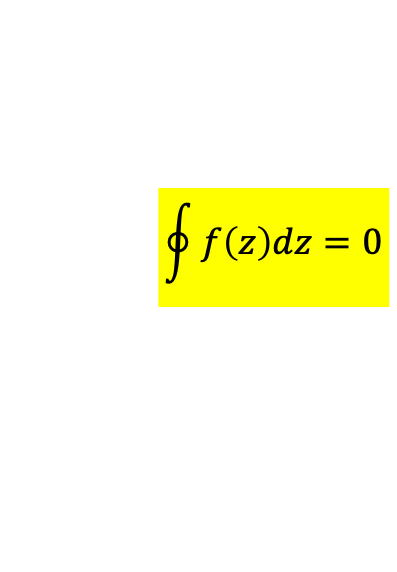 ∮ f(z)dz = 0